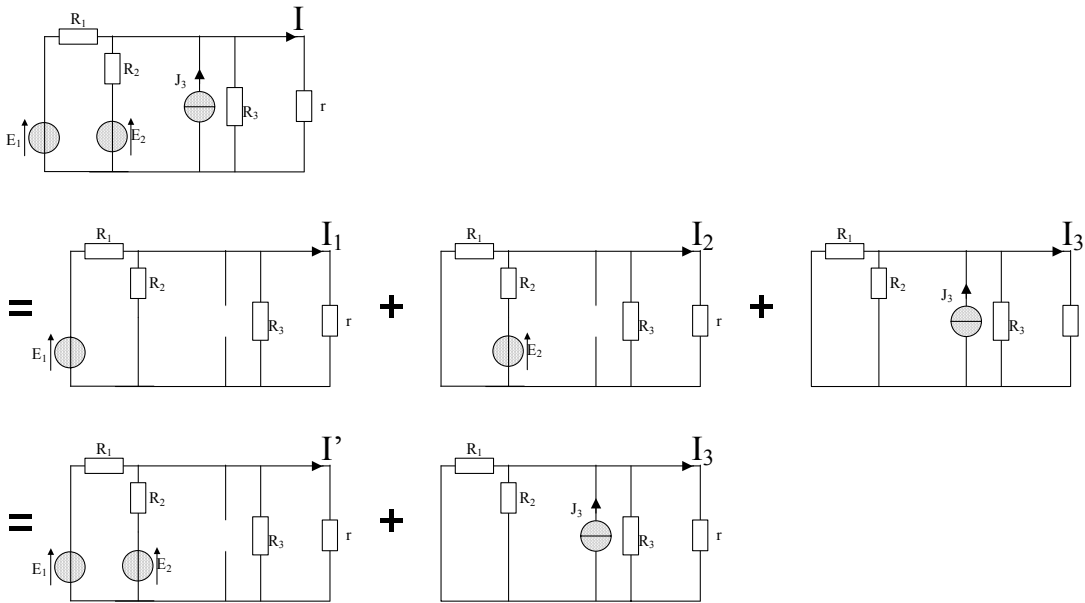 R₁ I
R₂ J₃
R₃ r
E₁ E₂
R₁ I₁ R₁ I₂ R₁ I₃
R₂ R₂ R₂ J₃
= R₃ r + R₃ r + R₃
E₁ E₂
R₁ I’ R₁ I₃
R₂ R₂ J₃
= R₃ r + R₃ r
E₁ E₂